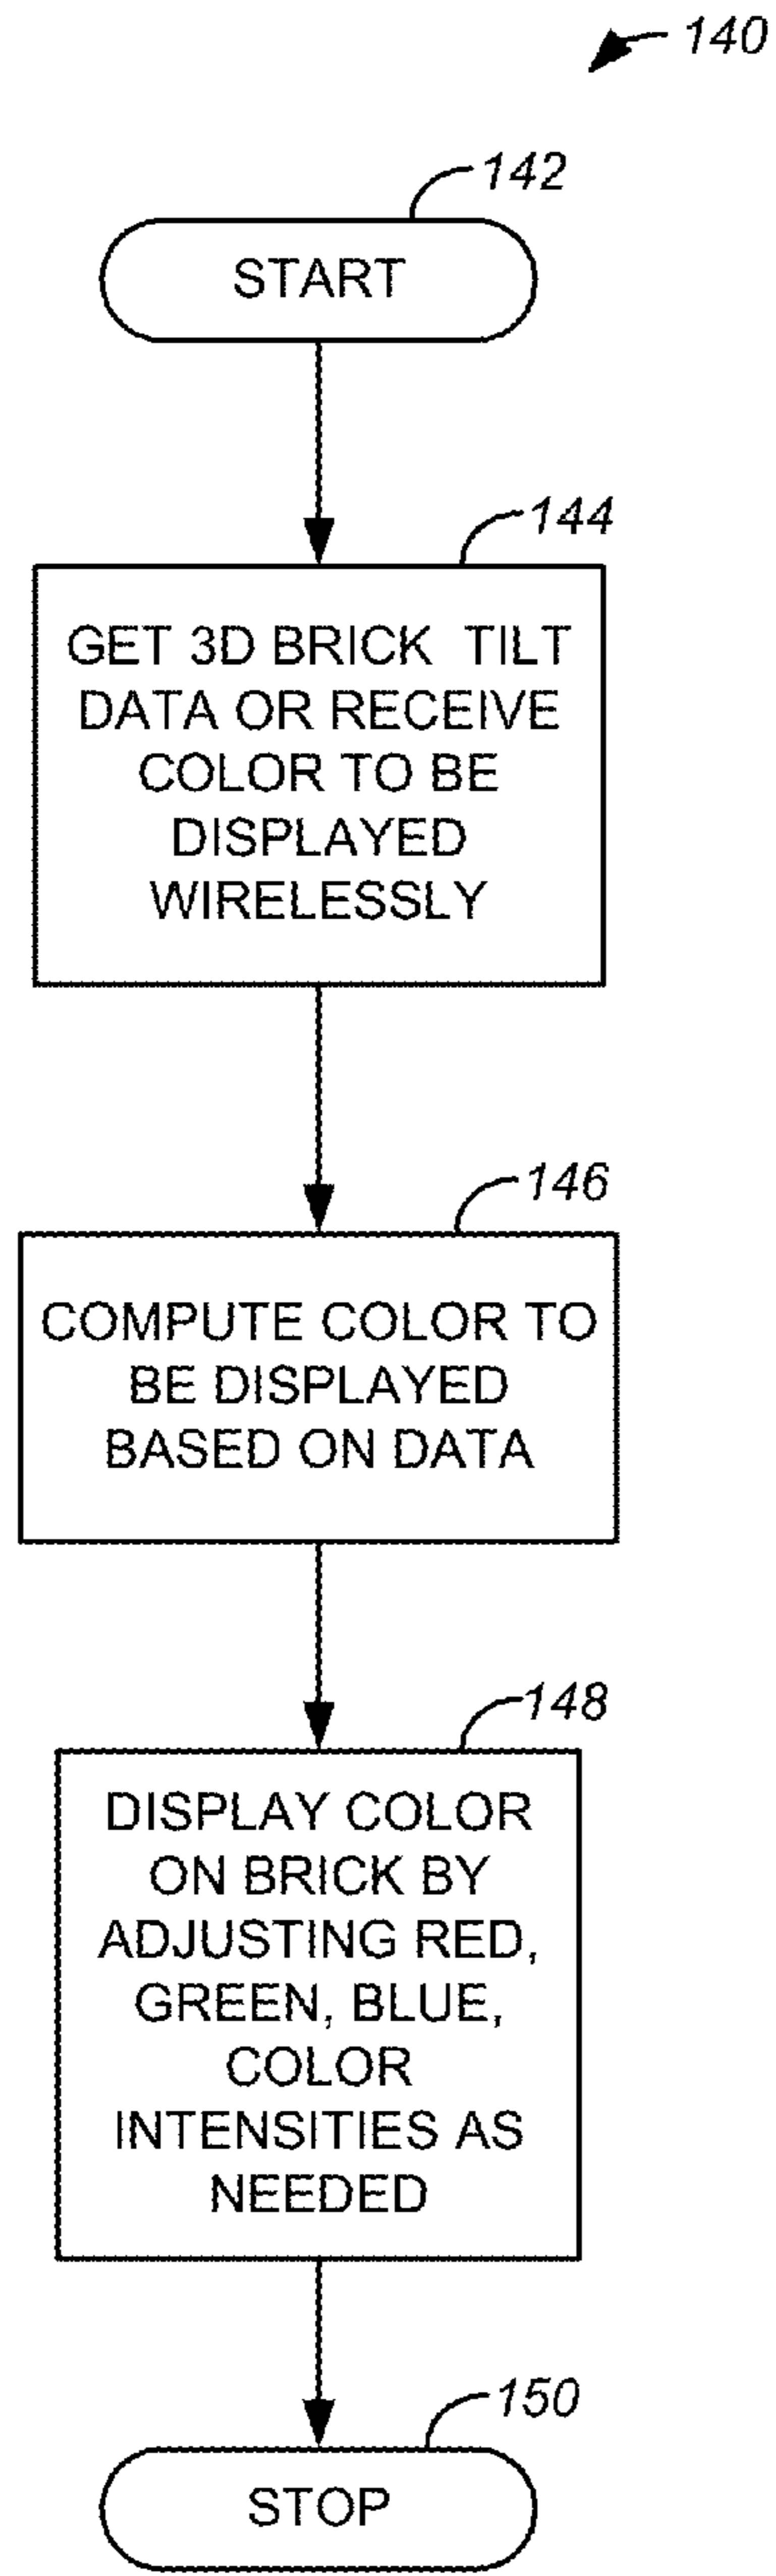 140
142
START
144
GET 3D BRICK TILT
DATA OR RECEIVE
COLOR TO BE
DISPLAYED
WIRELESSLY
146
COMPUTE COLOR TO
BE DISPLAYED
BASED ON DATA
148
DISPLAY COLOR
ON BRICK BY
ADJUSTING RED,
GREEN, BLUE,
COLOR
INTENSITIES AS
NEEDED
150
STOP